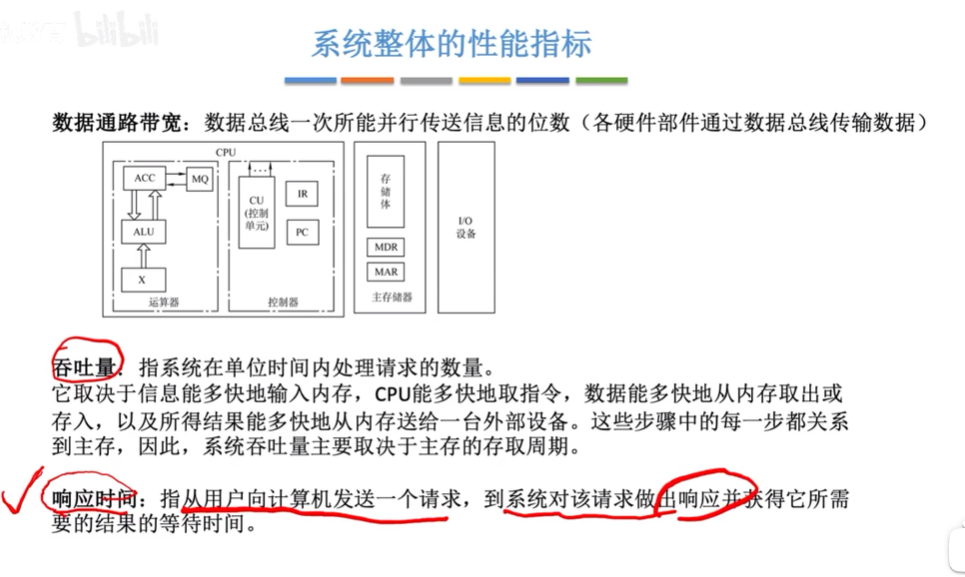 bilibili
系统整体的性能指标
数据通路带宽：数据总线一次所能并行传送信息的位数（各硬件部件通过数据总线传输数据）
CPU
ACC
MQ
ALU
X
运算器
...
CU
(控制
单元)
IR
PC
控制器
存
储
体
MDR
MAR
主存储器
I/O
设备
吞吐量：指系统在单位时间内处理请求的数量。
它取决于信息能多快地输入内存，CPU能多快地取指令，数据能多快地从内存取出或
存入，以及所得结果能多快地从内存送给一台外部设备。这些步骤中的每一步都关系
到主存，因此，系统吞吐量主要取决于主存的存取周期。
响应时间：指从用户向计算机发送一个请求，到系统对该请求做出响应并获得它所需
要的结果的等待时间。